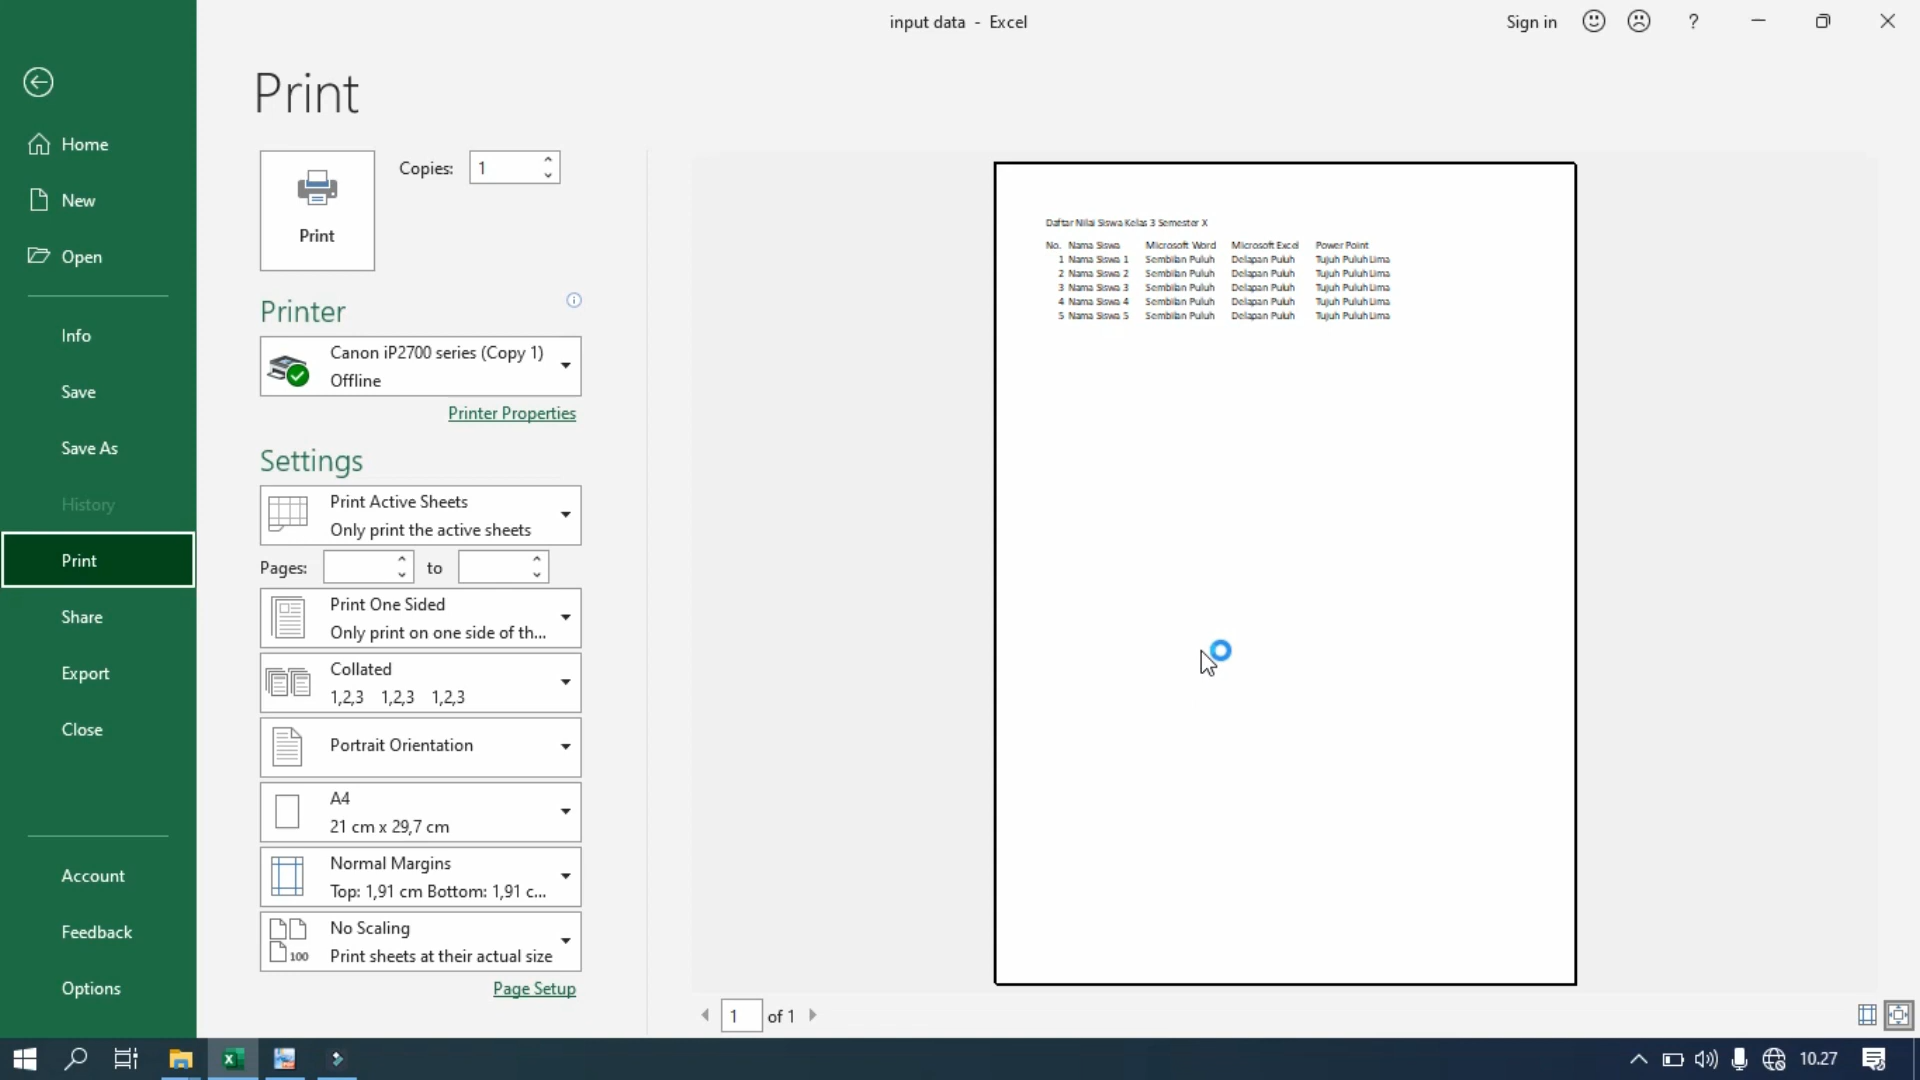 input data - Excel
Sign in
?
Print
Home
New
Open
Info
Save
Save As
History
Print
Share
Export
Close
Account
Feedback
Options
Print
Copies: 1
Printer
Canon iP2700 series (Copy 1)
Offline
Printer Properties
Settings
Print Active Sheets
Only print the active sheets
Pages: to
Print One Sided
Only print on one side of th...
Collated
1,2,3 1,2,3 1,2,3
Portrait Orientation
A4
21 cm x 29,7 cm
Normal Margins
Top: 1,91 cm Bottom: 1,91 c...
No Scaling
100
Print sheets at their actual size
Page Setup
Daftar Nilai Siswa Kelas 3 Semester X
No. Nama Siswa Microsoft Word Microsoft Excel Power Point
1 Nama Siswa 1 Sembilan Puluh Delapan Puluh Tujuh Puluh Lima
2 Nama Siswa 2 Sembilan Puluh Delapan Puluh Tujuh Puluh Lima
3 Nama Siswa 3 Sembilan Puluh Delapan Puluh Tujuh Puluh Lima
4 Nama Siswa 4 Sembilan Puluh Delapan Puluh Tujuh Puluh Lima
5 Nama Siswa 5 Sembilan Puluh Delapan Puluh Tujuh Puluh Lima
1 of 1
10.27